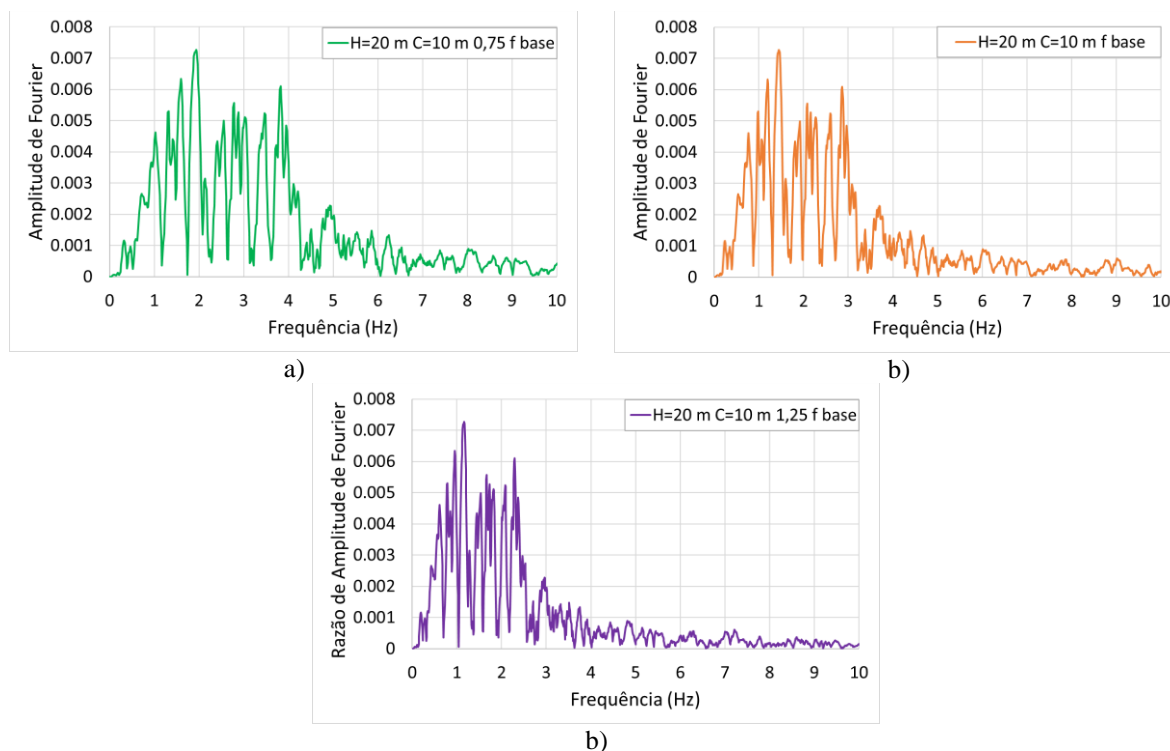 H=20 m C=10 m 0,75 f base
Amplitude de Fourier
0.008
0.007
0.006
0.005
0.004
0.003
0.002
0.001
0
0 1 2 3 4 5 6 7 8 9 10
Frequência (Hz)
a)
H=20 m C=10 m f base
Amplitude de Fourier
0.008
0.007
0.006
0.005
0.004
0.003
0.002
0.001
0
0 1 2 3 4 5 6 7 8 9 10
Frequência (Hz)
b)
H=20 m C=10 m 1,25 f base
Razão de Amplitude de Fourier
0.008
0.007
0.006
0.005
0.004
0.003
0.002
0.001
0
0 1 2 3 4 5 6 7 8 9 10
Frequência (Hz)
b)